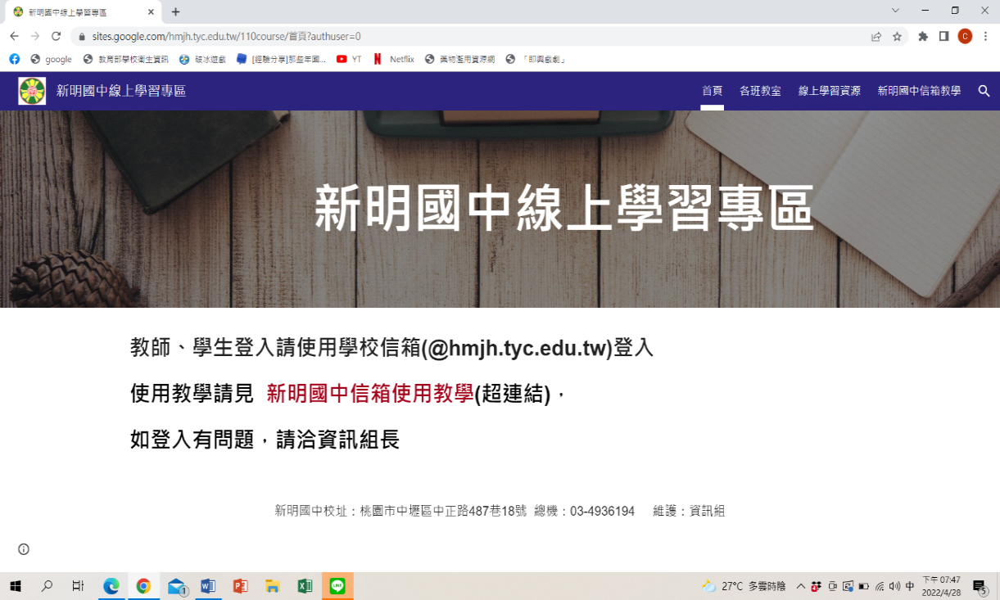 新明國中線上學習專區
sites.google.com/hmjh.tyc.edu.tw/110course/首頁?authuser=0
google 教育部學校衛生資訊 破冰遊戲 [經驗分享]那些年圖... YT Netflix 藥物濫用資源網 「即興戲劇」
新明國中線上學習專區 首頁 各班教室 線上學習資源 新明國中信箱教學
新明國中線上學習專區
教師、學生登入請使用學校信箱(@hmjh.tyc.edu.tw)登入
使用教學請見 新明國中信箱使用教學(超連結)，
如登入有問題，請洽資訊組長
新明國中校址：桃園市中壢區中正路487巷18號 總機：03-4936194 維護：資訊組
27°C 多雲時陰 中 下午 07:47
2022/4/28